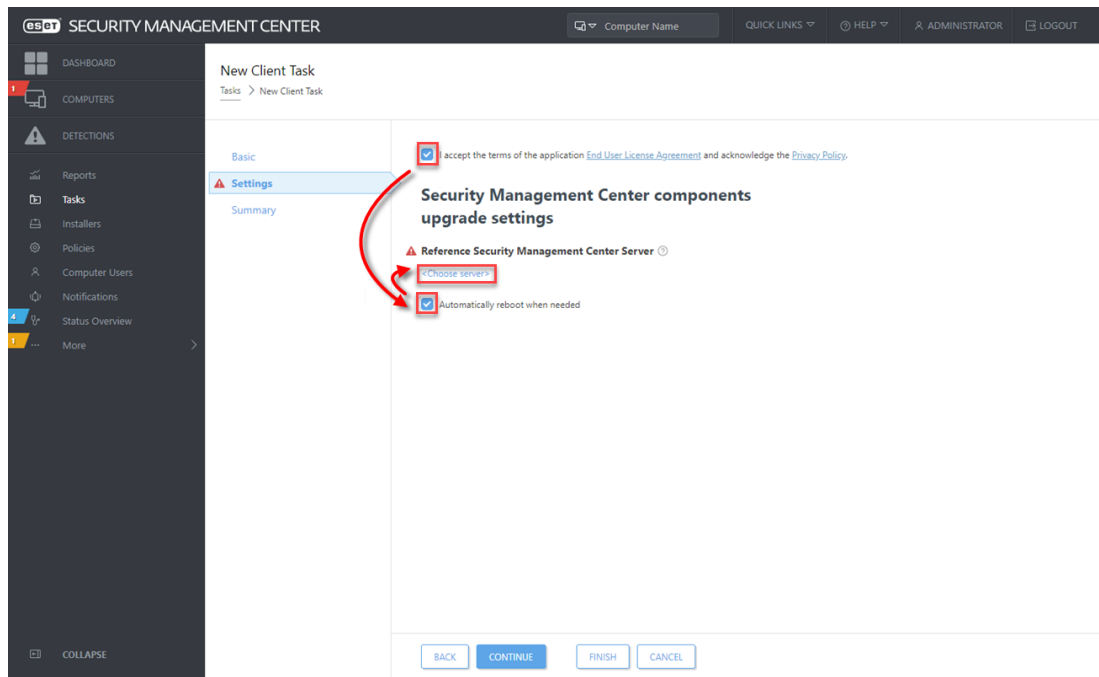 eset SECURITY MANAGEMENT CENTER
Computer Name
QUICK LINKS
HELP
ADMINISTRATOR
LOGOUT
DASHBOARD
1
COMPUTERS
DETECTIONS
Reports
Tasks
Installers
Policies
Computer Users
Notifications
4
Status Overview
1
More
COLLAPSE
New Client Task
Tasks > New Client Task
Basic
Settings
Summary
I accept the terms of the application End User License Agreement and acknowledge the Privacy Policy.
Security Management Center components
upgrade settings
Reference Security Management Center Server
<Choose server>
Automatically reboot when needed
BACK
CONTINUE
FINISH
CANCEL